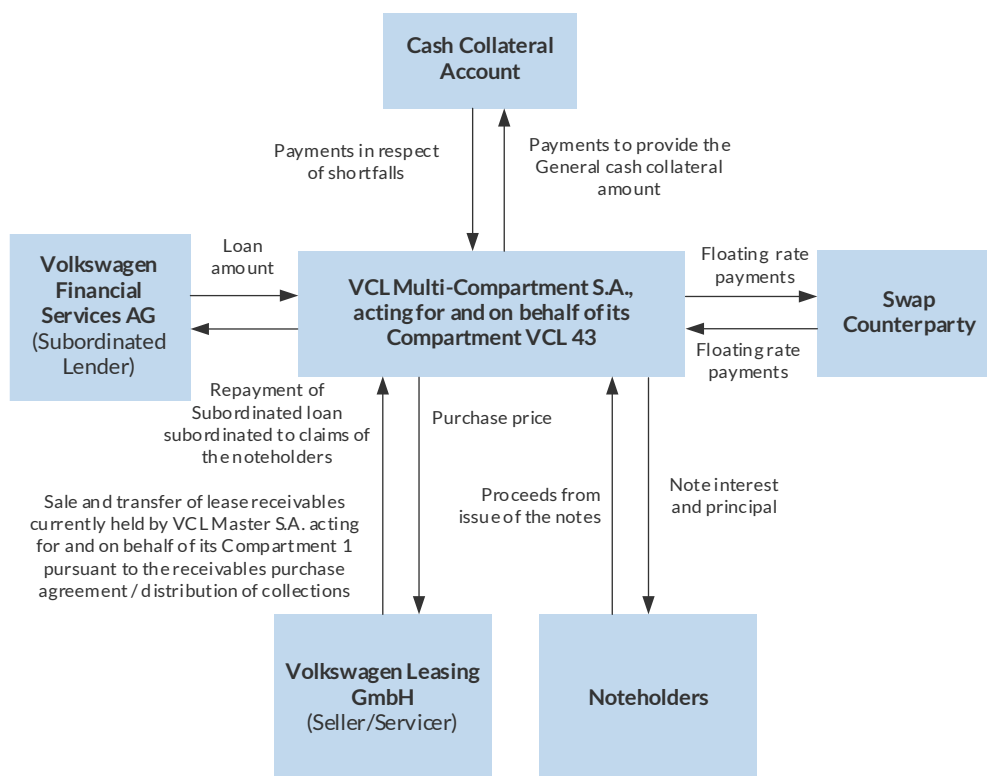 Cash Collateral
Account
Payments in respect
of shortfalls
Payments to provide the
General cash collateral
amount
Volkswagen
Financial
Services AG
(Subordinated
Lender)
Loan
amount
VCL Multi-Compartment S.A.,
acting for and on behalf of its
Compartment VCL 43
Floating rate
payments
Floating rate
payments
Swap
Counterparty
Repayment of
Subordinated loan
subordinated to claims of
the noteholders
Purchase price
Sale and transfer of lease receivables
currently held by VCL Master S.A. acting
for and on behalf of its Compartment 1
pursuant to the receivables purchase
agreement / distribution of collections
Proceeds from
issue of the notes
Note interest
and principal
Volkswagen Leasing
GmbH
(Seller/Servicer)
Noteholders